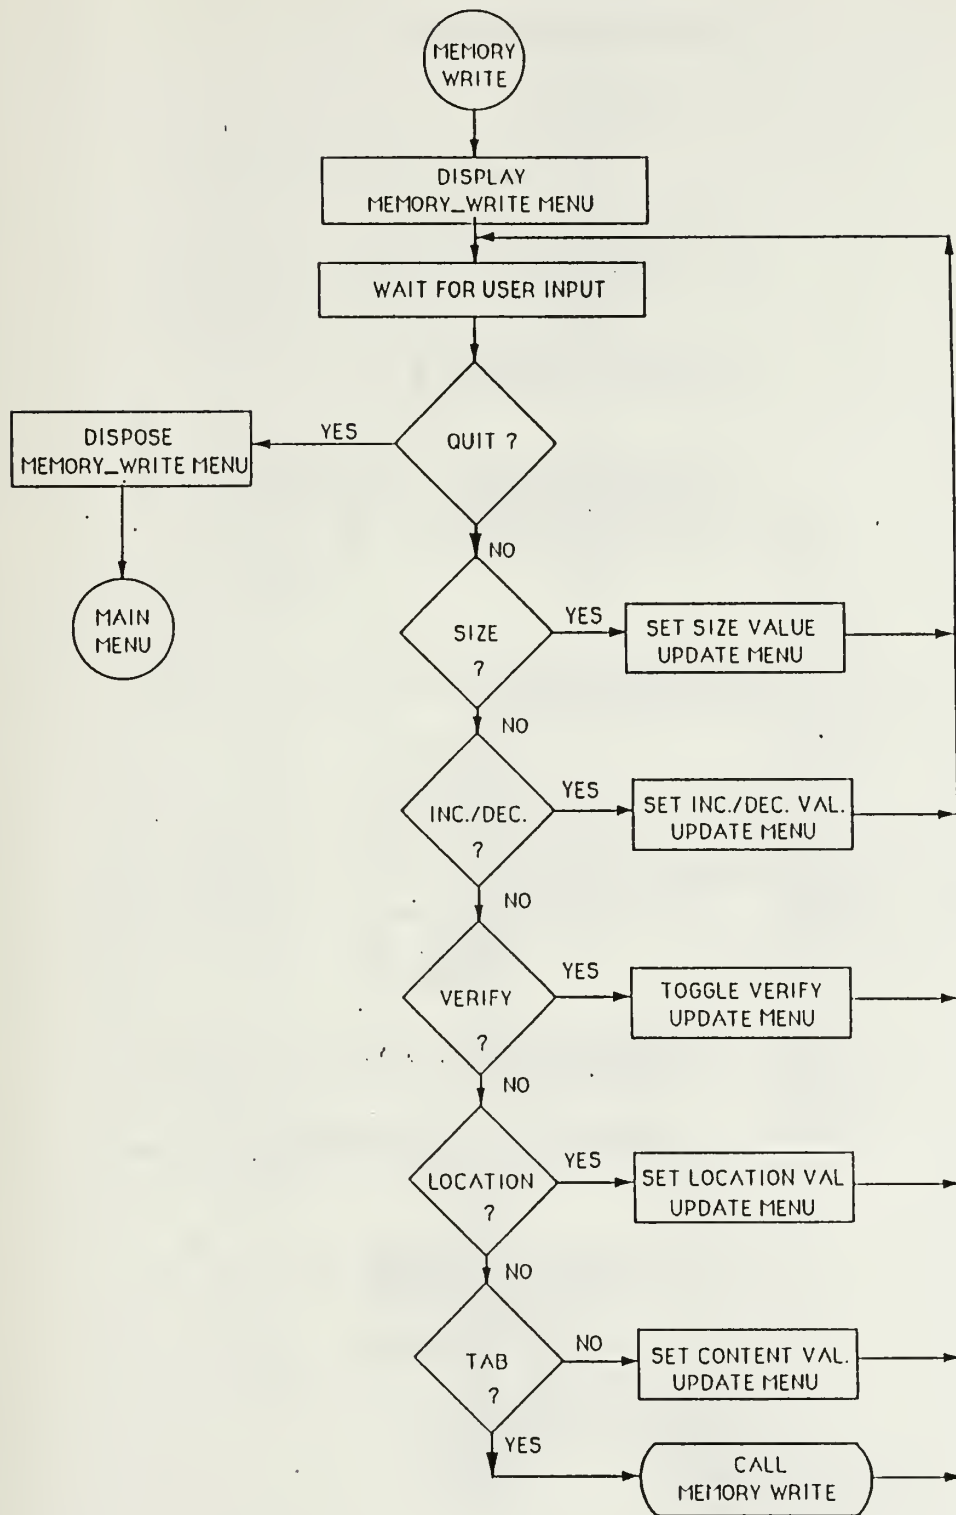 MEMORY
WRITE
DISPLAY
MEMORY_WRITE MENU
WAIT FOR USER INPUT
QUIT ?
YES
DISPOSE
MEMORY_WRITE MENU
MAIN
MENU
NO
SIZE
?
YES
SET SIZE VALUE
UPDATE MENU
NO
INC./DEC.
?
YES
SET INC./DEC. VAL.
UPDATE MENU
NO
VERIFY
?
YES
TOGGLE VERIFY
UPDATE MENU
NO
LOCATION
?
YES
SET LOCATION VAL
UPDATE MENU
NO
TAB
?
NO
SET CONTENT VAL.
UPDATE MENU
YES
CALL
MEMORY WRITE